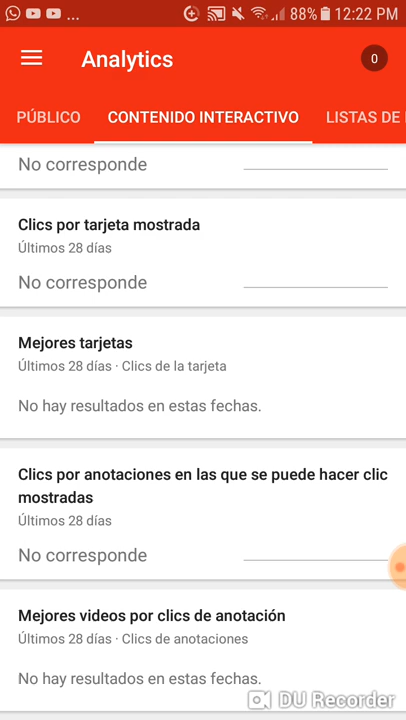 ... 88% 12:22 PM
Analytics
0
PÚBLICO CONTENIDO INTERACTIVO LISTAS DE
No corresponde
Clics por tarjeta mostrada
Últimos 28 días
No corresponde
Mejores tarjetas
Últimos 28 días · Clics de la tarjeta
No hay resultados en estas fechas.
Clics por anotaciones en las que se puede hacer clic
mostradas
Últimos 28 días
No corresponde
Mejores videos por clics de anotación
Últimos 28 días · Clics de anotaciones
No hay resultados en estas fechas.
DU Recorder